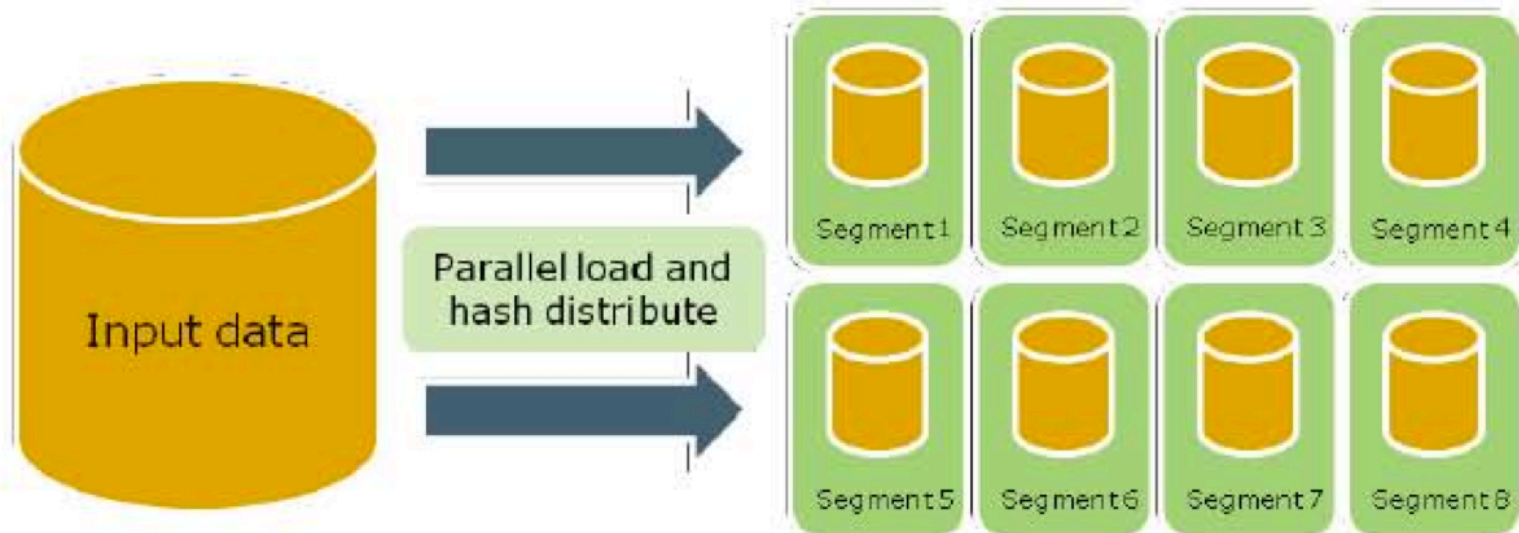 Input data
Parallel load and
hash distribute
Segment1
Segment2
Segment3
Segment4
Segment5
Segment6
Segment7
Segment8